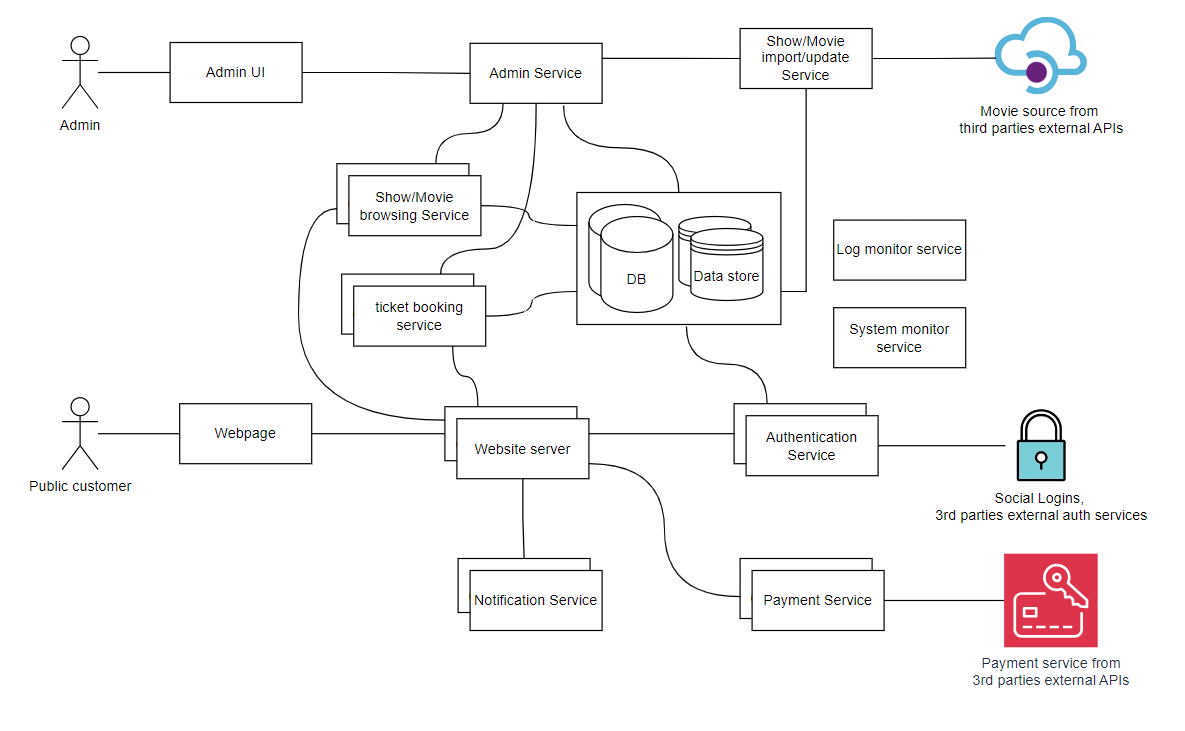 Admin
Admin UI
Admin Service
Show/Movie
import/update
Service
Movie source from
third parties external APIs
Show/Movie
browsing Service
DB
Data store
Log monitor service
ticket booking
service
System monitor
service
Public customer
Webpage
Website server
Authentication
Service
Social Logins,
3rd parties external auth services
Notification Service
Payment Service
Payment service from
3rd parties external APIs